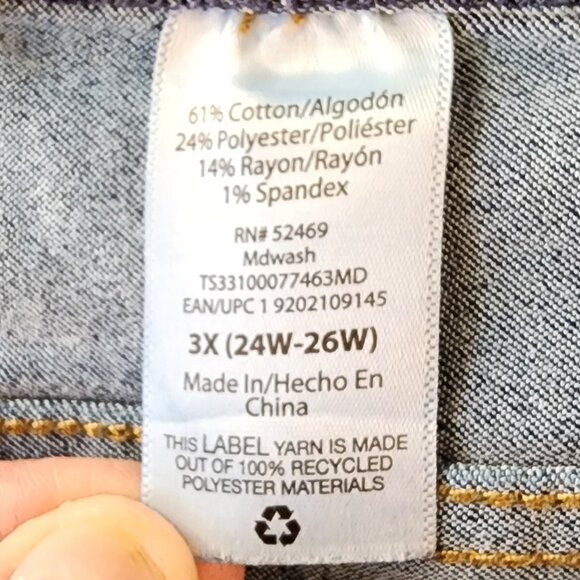 61% Cotton/Algodón
24% Polyester/Poliéster
14% Rayon/Rayón
1% Spandex
RN# 52469
Mdwash
TS33100077463MD
EAN/UPC 1 9202109145
3X (24W-26W)
Made In/Hecho En
China
THIS LABEL YARN IS MADE
OUT OF 100% RECYCLED
POLYESTER MATERIALS